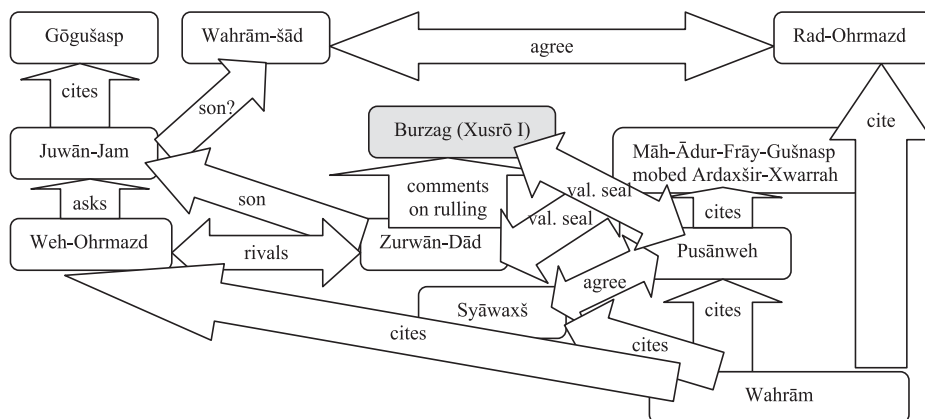 Gōgušasp
Wahrām-šād
agree
Rad-Ohrmazd
cites
son?
cite
Juwān-Jam
Burzag (Xusrō I)
Māh-Ādur-Frāy-Gušnasp
mobed Ardaxšir-Xwarrah
asks
son
comments
on rulling
val. seal
val. seal
cites
Weh-Ohrmazd
rivals
Zurwān-Dād
Pusānweh
agree
Syāwaxš
cites
cites
cites
Wahrām